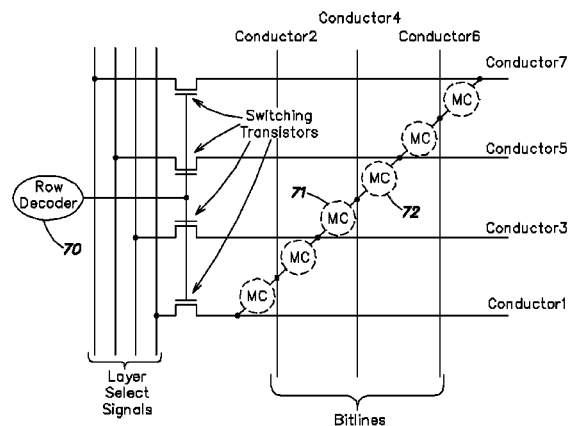 Conductor4
Conductor2
Conductor6
Conductor7
MC
Switching
Transistors
MC
Conductor5
Row
Decoder
MC
71
72
70
MC
Conductor3
MC
MC
Conductor1
Layer
Select
Signals
Bitlines